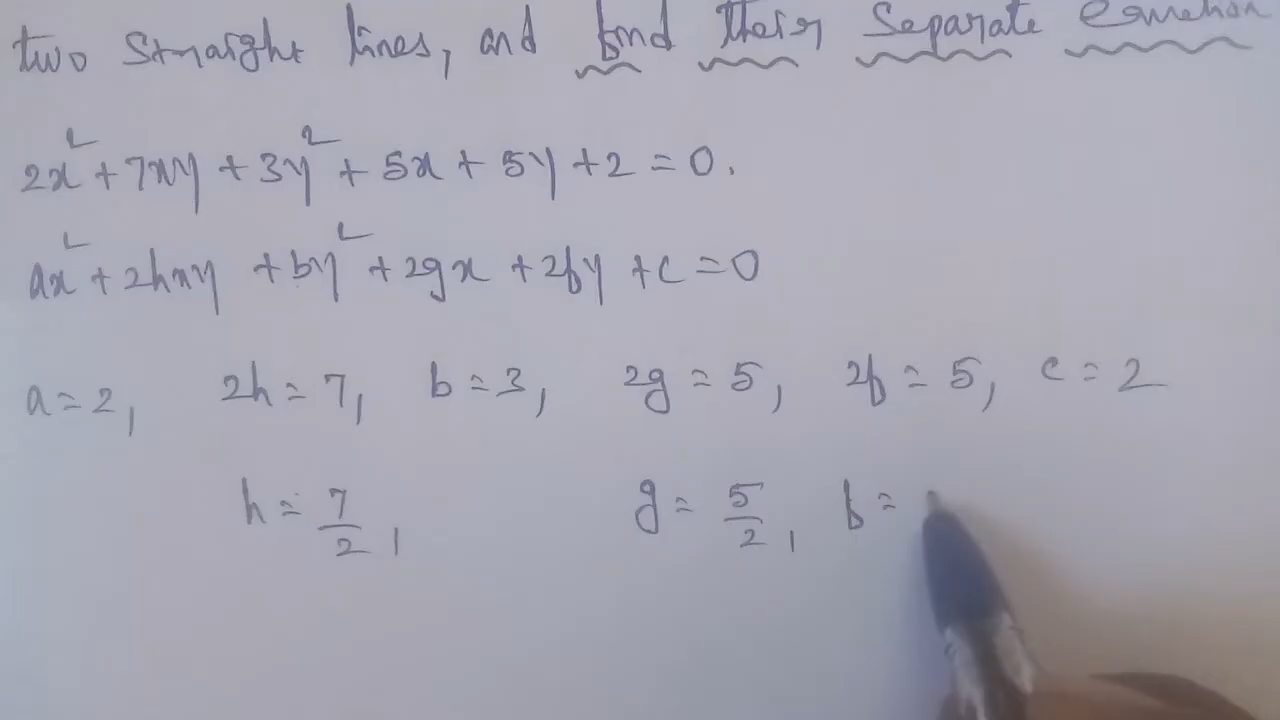 two straight lines, and find their separate equation
2x² + 7xy + 3y² + 5x + 5y + 2 = 0.
ax² + 2hxy + by² + 2gx + 2fy + c = 0
a = 2, 2h = 7, b = 3, 2g = 5, 2f = 5, c = 2
h = 7/2, g = 5/2, f =